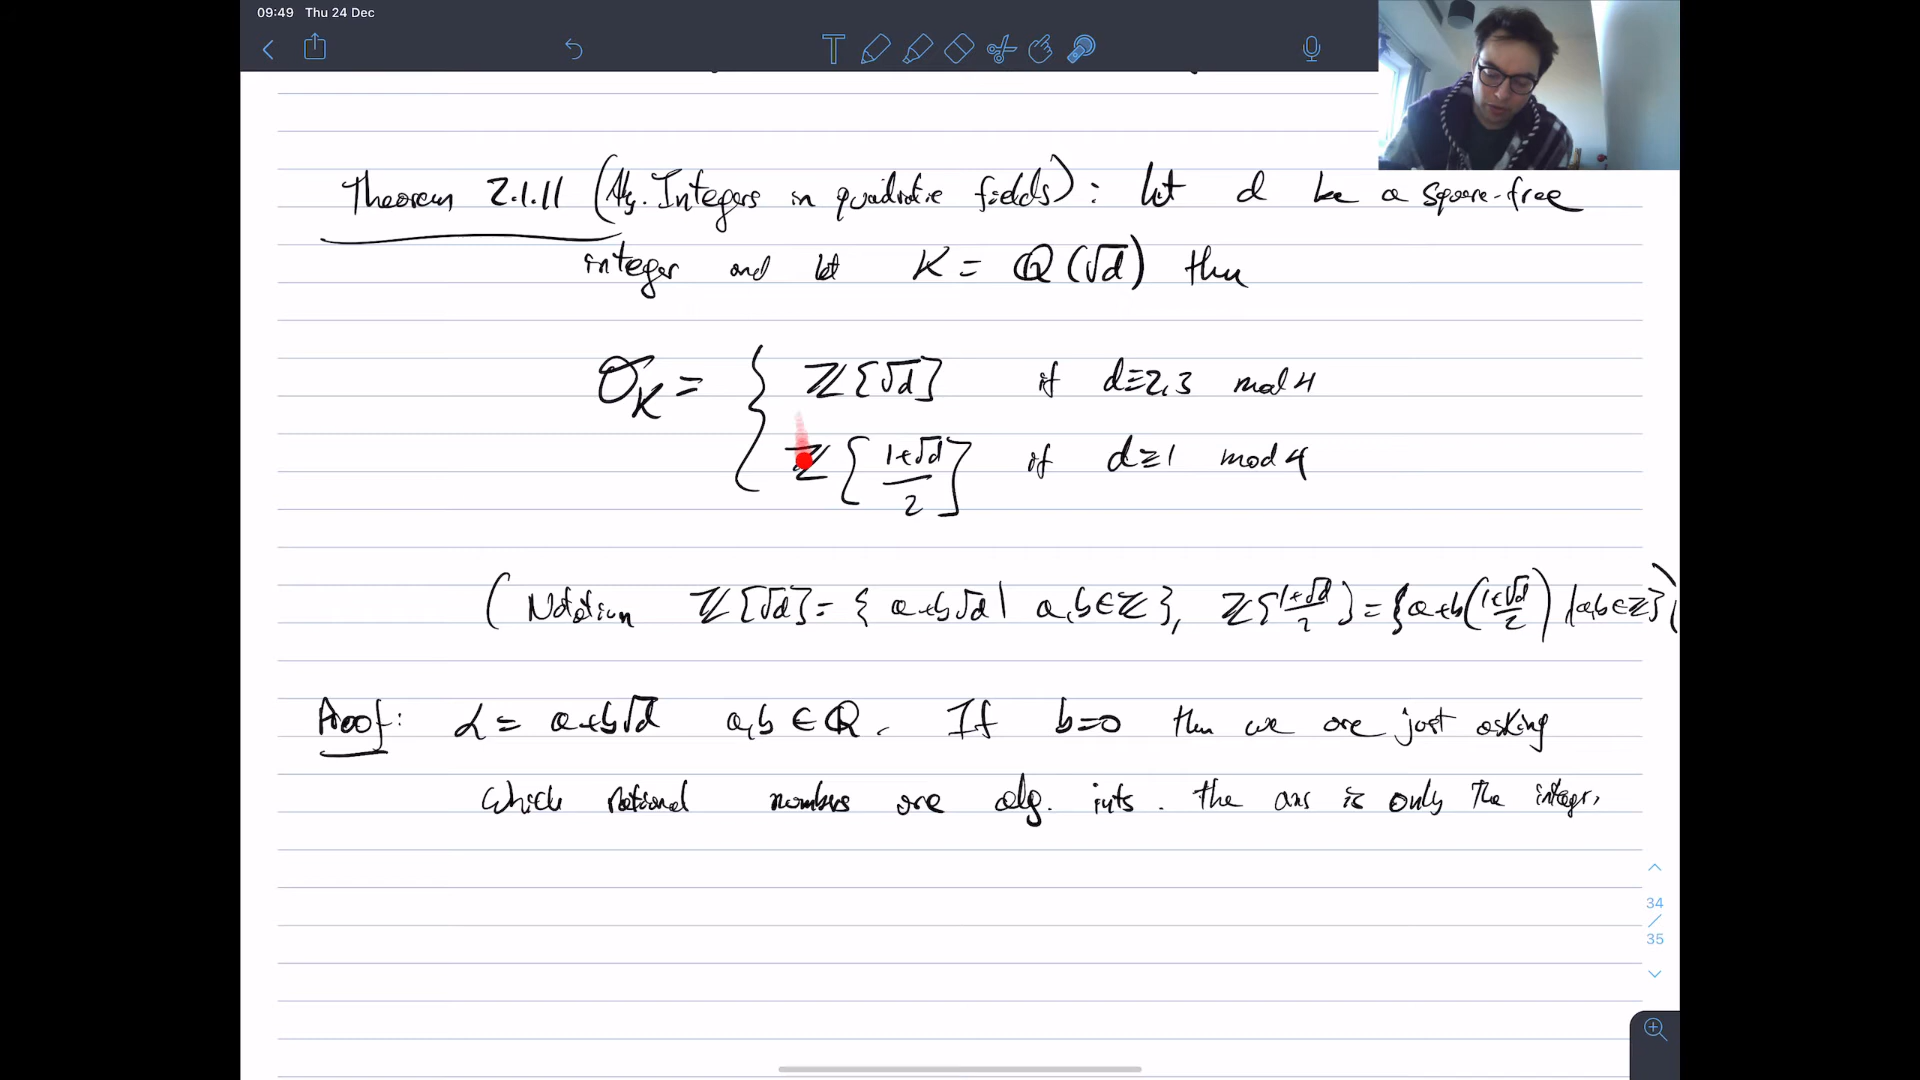 09:49 Thu 24 Dec
Theorem 2.1.11 (Alg. Integers in quadratic fields): let d be a square-free
integer and let K = ℚ(√d) then
𝒪_K = { ℤ[√d] if d≡2,3 mod 4
ℤ[(1+√d)/2] if d≡1 mod 4
(Notation ℤ[√d] = {a+b√d | a,b∈ℤ}, ℤ[(1+√d)/2] = {a+b((1+√d)/2) | a,b∈ℤ})
Proof: α = a+b√d a,b ∈ ℚ. If b=0 then we are just asking
which rational numbers are alg. ints. the ans is only the integr,
34
/
35